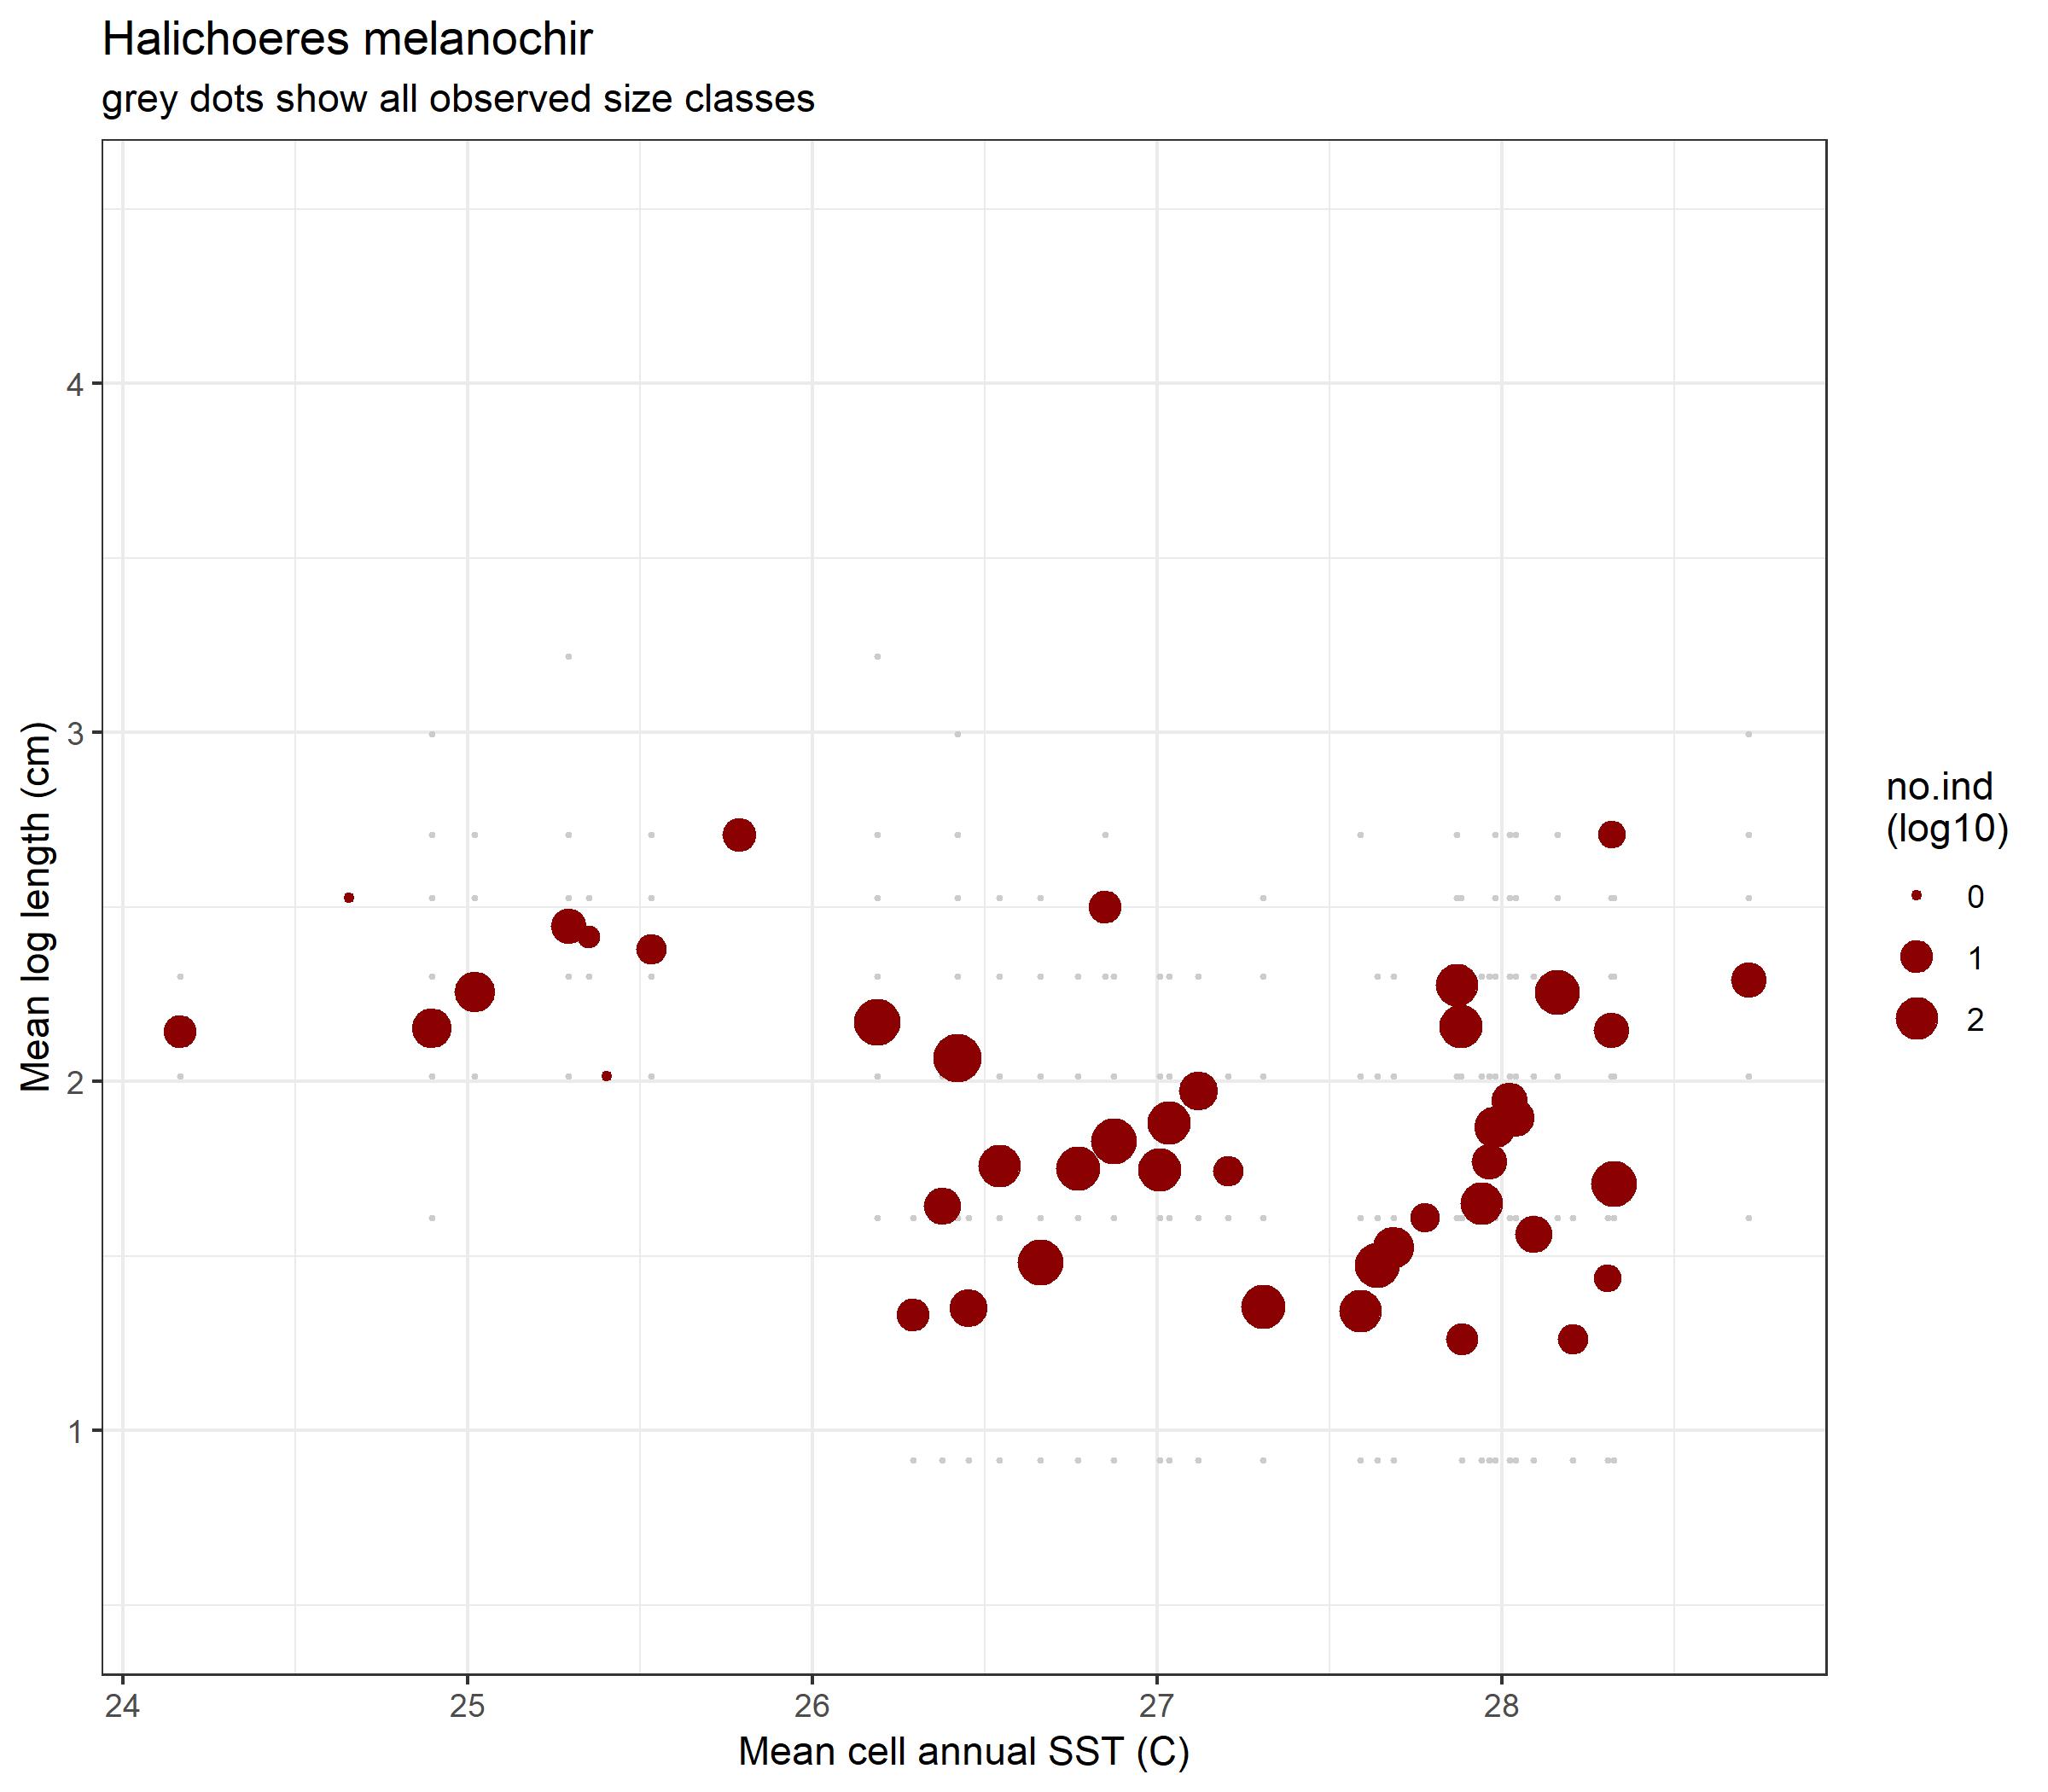 Halichoeres melanochir
grey dots show all observed size classes
Mean log length (cm)
4
3
2
1
24
25
26
27
28
Mean cell annual SST (C)
no.ind
(log10)
0
1
2